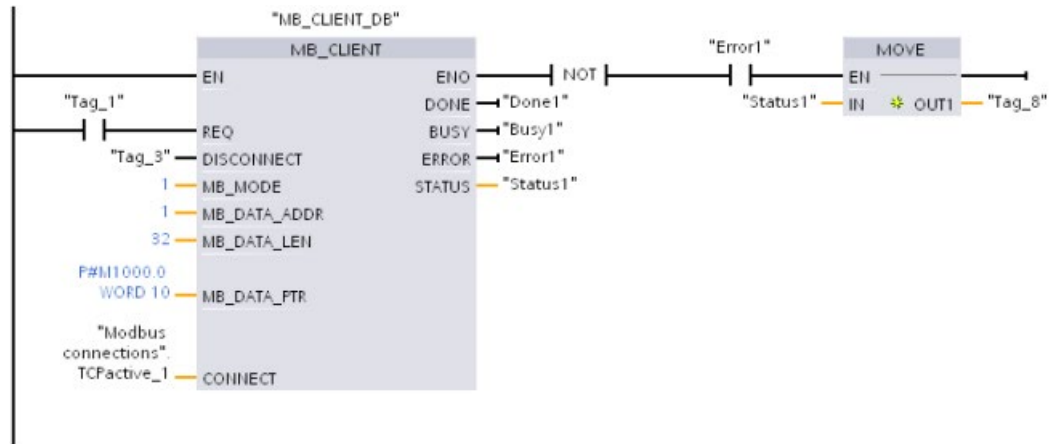 "MB_CLIENT_DB"
MB_CLIENT
EN
ENO
NOT
"Error1"
MOVE
EN
"Tag_1"
DONE
"Done1"
"Status1"
IN
OUT1
"Tag_8"
REQ
BUSY
"Busy1"
"Tag_3"
DISCONNECT
ERROR
"Error1"
1
MB_MODE
STATUS
"Status1"
1
MB_DATA_ADDR
32
MB_DATA_LEN
P#M1000.0
WORD 10
MB_DATA_PTR
"Modbus
connections".
TCPactive_1
CONNECT